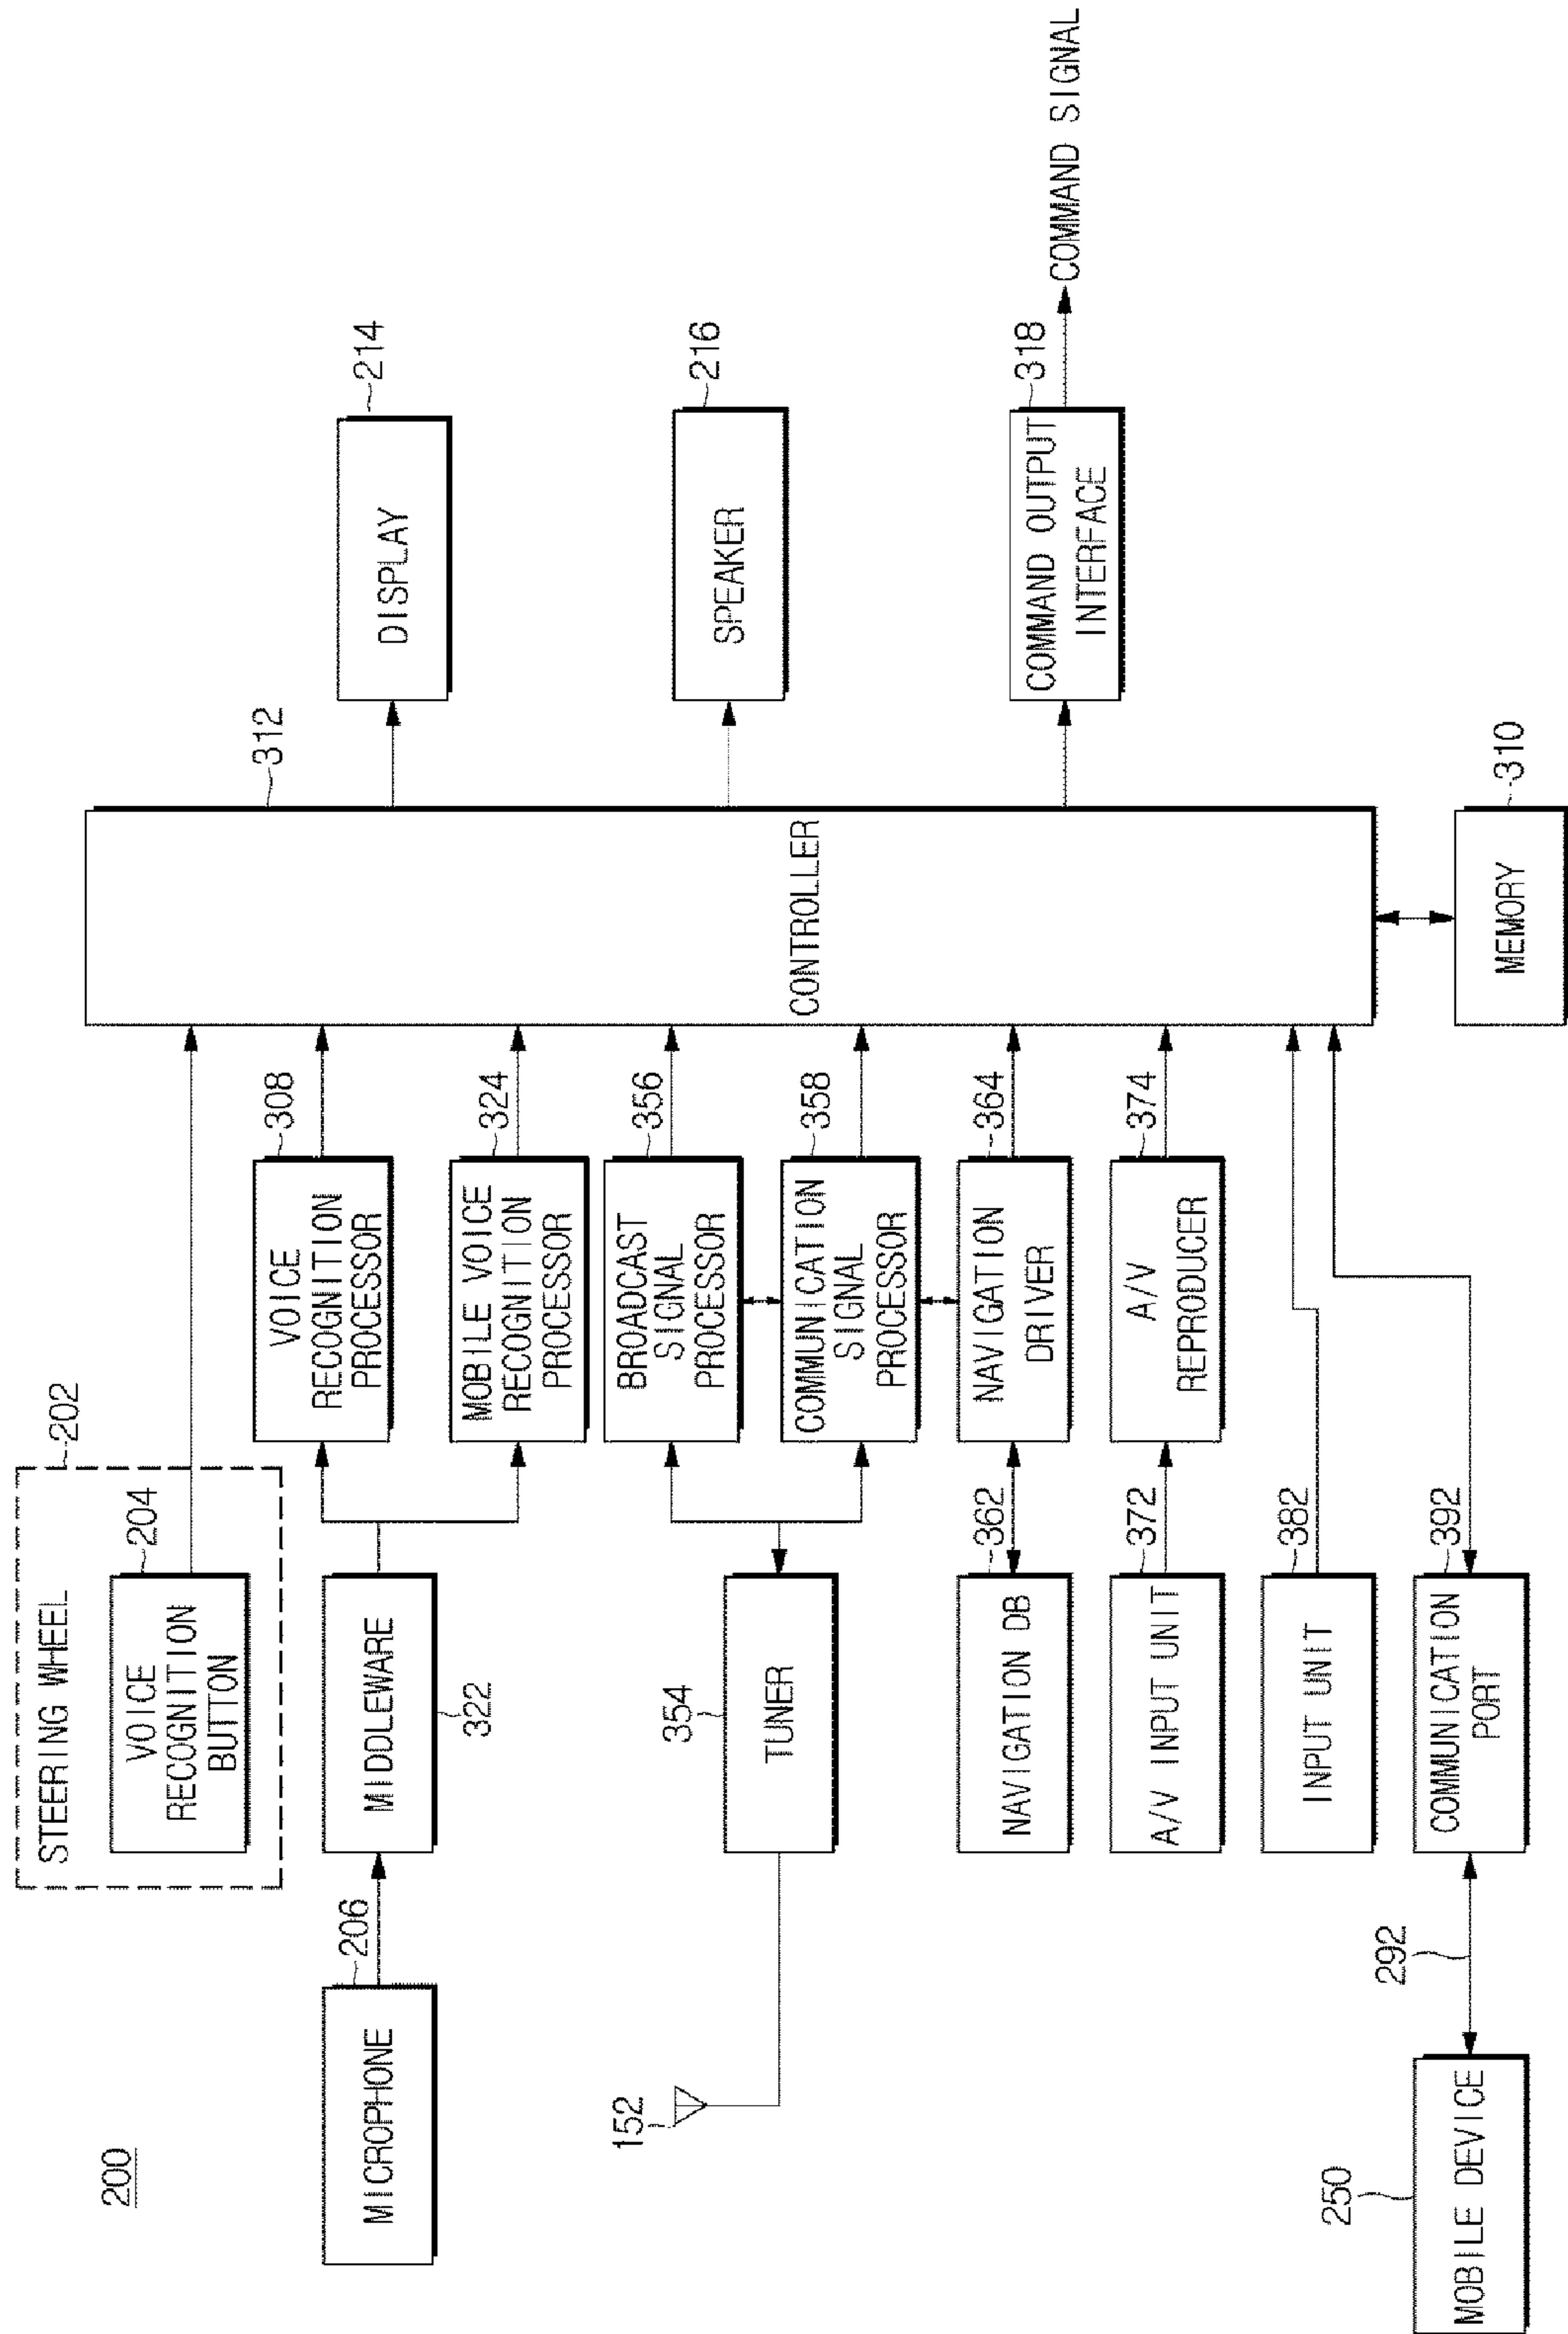 200
STEERING WHEEL
202
VOICE
RECOGNITION
BUTTON
204
MICROPHONE
206
MIDDLEWARE
322
VOICE
RECOGNITION
PROCESSOR
308
MOBILE VOICE
RECOGNITION
PROCESSOR
324
152
TUNER
354
BROADCAST
SIGNAL
PROCESSOR
356
COMMUNICATION
SIGNAL
PROCESSOR
358
NAVIGATION DB
362
NAVIGATION
DRIVER
364
A/V INPUT UNIT
372
A/V
REPRODUCER
374
INPUT UNIT
382
MOBILE DEVICE
250
292
COMMUNICATION
PORT
392
CONTROLLER
312
MEMORY
310
DISPLAY
214
SPEAKER
216
COMMAND OUTPUT
INTERFACE
318
COMMAND SIGNAL